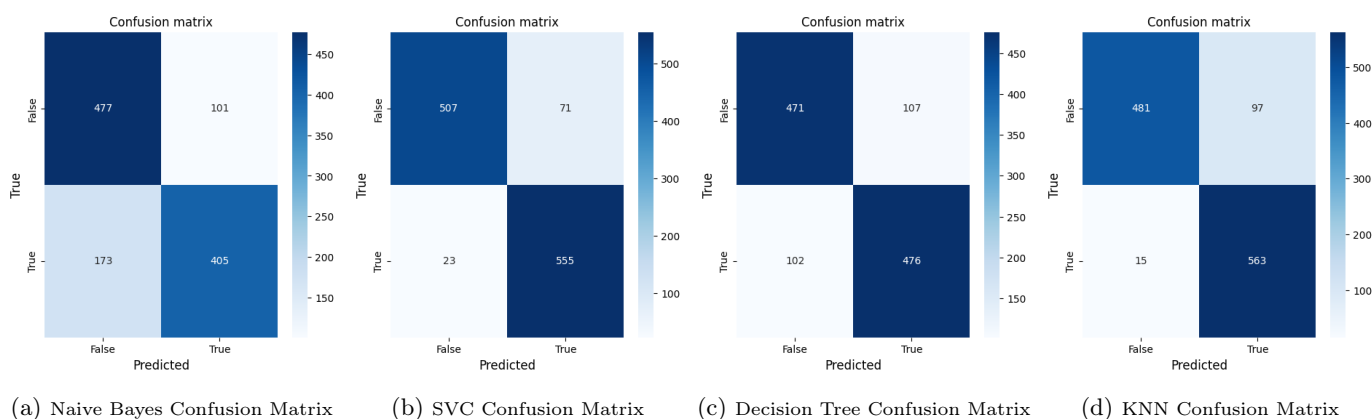 Confusion matrix
477 101
173 405
False
True
True
False True
Predicted
450
400
350
300
250
200
150
(a) Naive Bayes Confusion Matrix
Confusion matrix
507 71
23 555
False
True
True
False True
Predicted
500
400
300
200
100
(b) SVC Confusion Matrix
Confusion matrix
471 107
102 476
False
True
True
False True
Predicted
450
400
350
300
250
200
150
(c) Decision Tree Confusion Matrix
Confusion matrix
481 97
15 563
False
True
True
False True
Predicted
500
400
300
200
100
(d) KNN Confusion Matrix